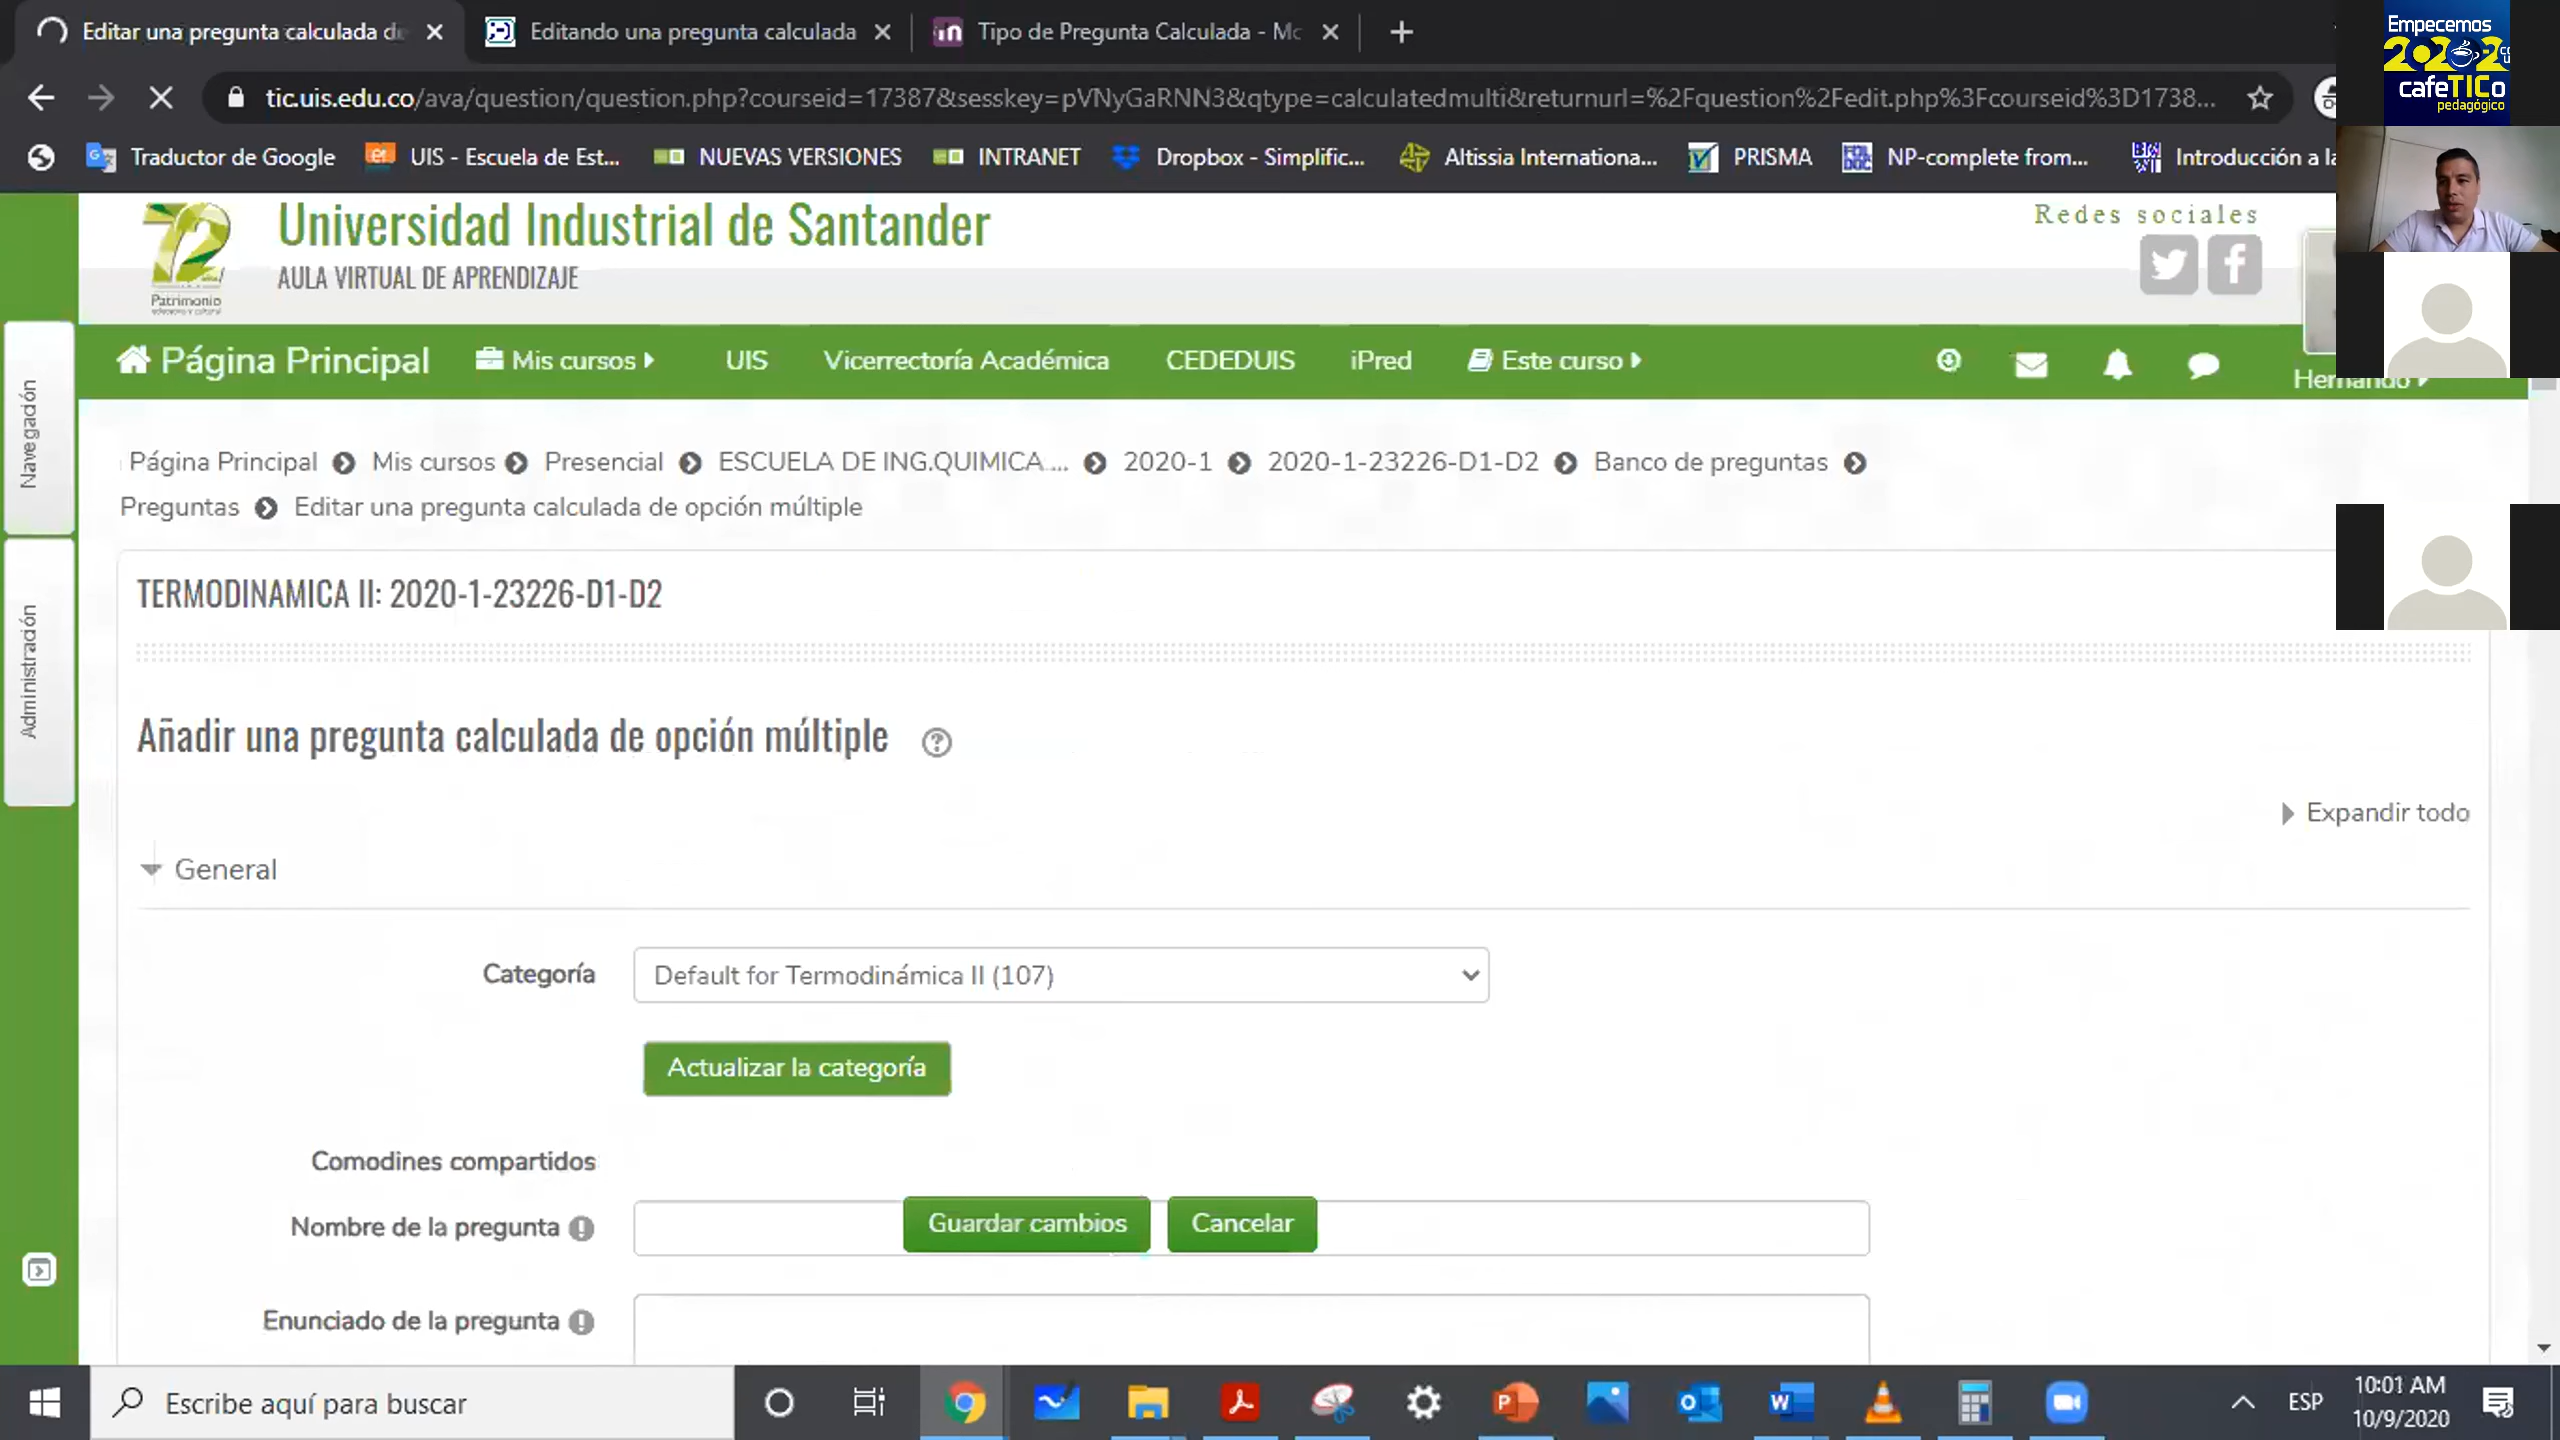 Editar una pregunta calculada de
Editando una pregunta calculada
Tipo de Pregunta Calculada - Mo
tic.uis.edu.co/ava/question/question.php?courseid=17387&sesskey=pVNyGaRNN3&qtype=calculatedmulti&returnurl=%2Fquestion%2Fedit.php%3Fcourseid%3D1738...
Traductor de Google
UIS - Escuela de Est...
NUEVAS VERSIONES
INTRANET
Dropbox - Simplific...
Altissia Internationa...
PRISMA
NP-complete from...
Introducción a la
Empecemos
2020-2
cafeTICo
pedagógico
72
Patrimonio
Universidad Industrial de Santander
AULA VIRTUAL DE APRENDIZAJE
Redes sociales
Página Principal
Mis cursos
UIS
Vicerrectoría Académica
CEDEDUIS
iPred
Este curso
Hernando
Navegación
Administración
Página Principal Mis cursos Presencial ESCUELA DE ING.QUIMICA.... 2020-1 2020-1-23226-D1-D2 Banco de preguntas
Preguntas Editar una pregunta calculada de opción múltiple
TERMODINAMICA II: 2020-1-23226-D1-D2
Añadir una pregunta calculada de opción múltiple
Expandir todo
General
Categoría
Default for Termodinámica II (107)
Actualizar la categoría
Comodines compartidos
Nombre de la pregunta
Guardar cambios
Cancelar
Enunciado de la pregunta
Escribe aquí para buscar
ESP
10:01 AM
10/9/2020